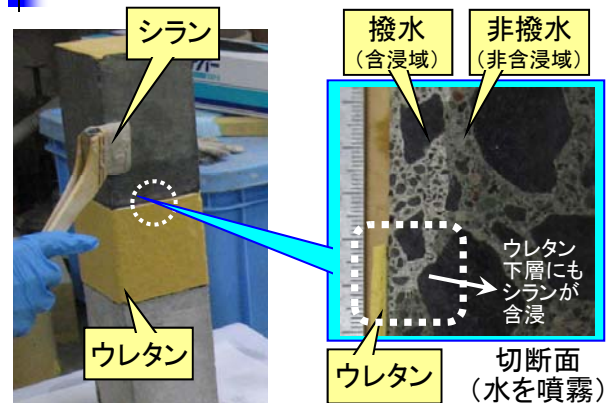 シラン
ウレタン
撥水
(含浸域)
非撥水
(非含浸域)
ウレタン
下層にも
シランが
含浸
ウレタン
切断面
(水を噴霧)